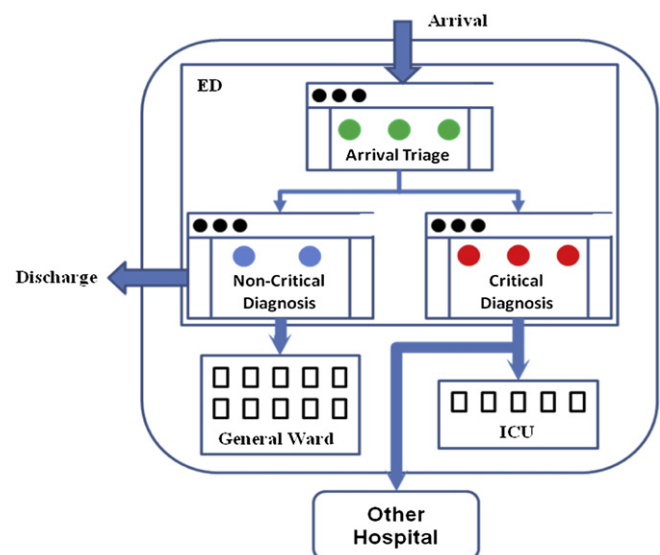 Arrival
ED
Arrival Triage
Non-Critical
Diagnosis
Critical
Diagnosis
Discharge
General Ward
ICU
Other
Hospital